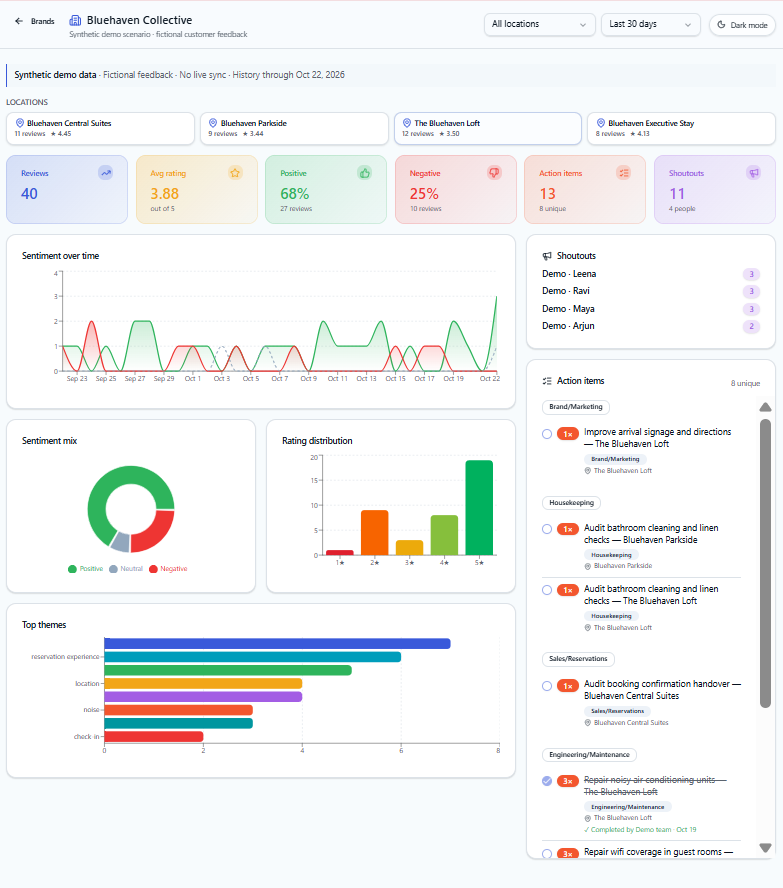 Brands
Bluehaven Collective
Synthetic demo scenario · fictional customer feedback
All locations
Last 30 days
Dark mode
Synthetic demo data · Fictional feedback · No live sync · History through Oct 22, 2026
LOCATIONS
Bluehaven Central Suites
11 reviews ★ 4.45
Bluehaven Parkside
9 reviews ★ 3.44
The Bluehaven Loft
12 reviews ★ 3.50
Bluehaven Executive Stay
8 reviews ★ 4.13
Reviews
40
Avg rating
3.88
out of 5
Positive
68%
27 reviews
Negative
25%
10 reviews
Action items
13
8 unique
Shoutouts
11
4 people
Sentiment over time
4
3
2
1
0
Sep 23 Sep 25 Sep 27 Sep 29 Oct 1 Oct 3 Oct 5 Oct 7 Oct 9 Oct 11 Oct 13 Oct 15 Oct 17 Oct 19 Oct 22
Shoutouts
Demo · Leena 3
Demo · Ravi 3
Demo · Maya 3
Demo · Arjun 2
Sentiment mix
Positive Neutral Negative
Rating distribution
20
15
10
5
0
1★ 2★ 3★ 4★ 5★
Top themes
reservation experience
location
noise
check in
0 2 4 6 8
Action items
8 unique
Brand/Marketing
1×
Improve arrival signage and directions
— The Bluehaven Loft
Brand/Marketing
The Bluehaven Loft
Housekeeping
1×
Audit bathroom cleaning and linen
checks — Bluehaven Parkside
Housekeeping
Bluehaven Parkside
1×
Audit bathroom cleaning and linen
checks — The Bluehaven Loft
Housekeeping
The Bluehaven Loft
Sales/Reservations
1×
Audit booking confirmation handover —
Bluehaven Central Suites
Sales/Reservations
Bluehaven Central Suites
Engineering/Maintenance
3×
Repair noisy air conditioning units —
The Bluehaven Loft
Engineering/Maintenance
The Bluehaven Loft
✓ Completed by Demo team · Oct 19
3×
Repair wifi coverage in guest rooms —